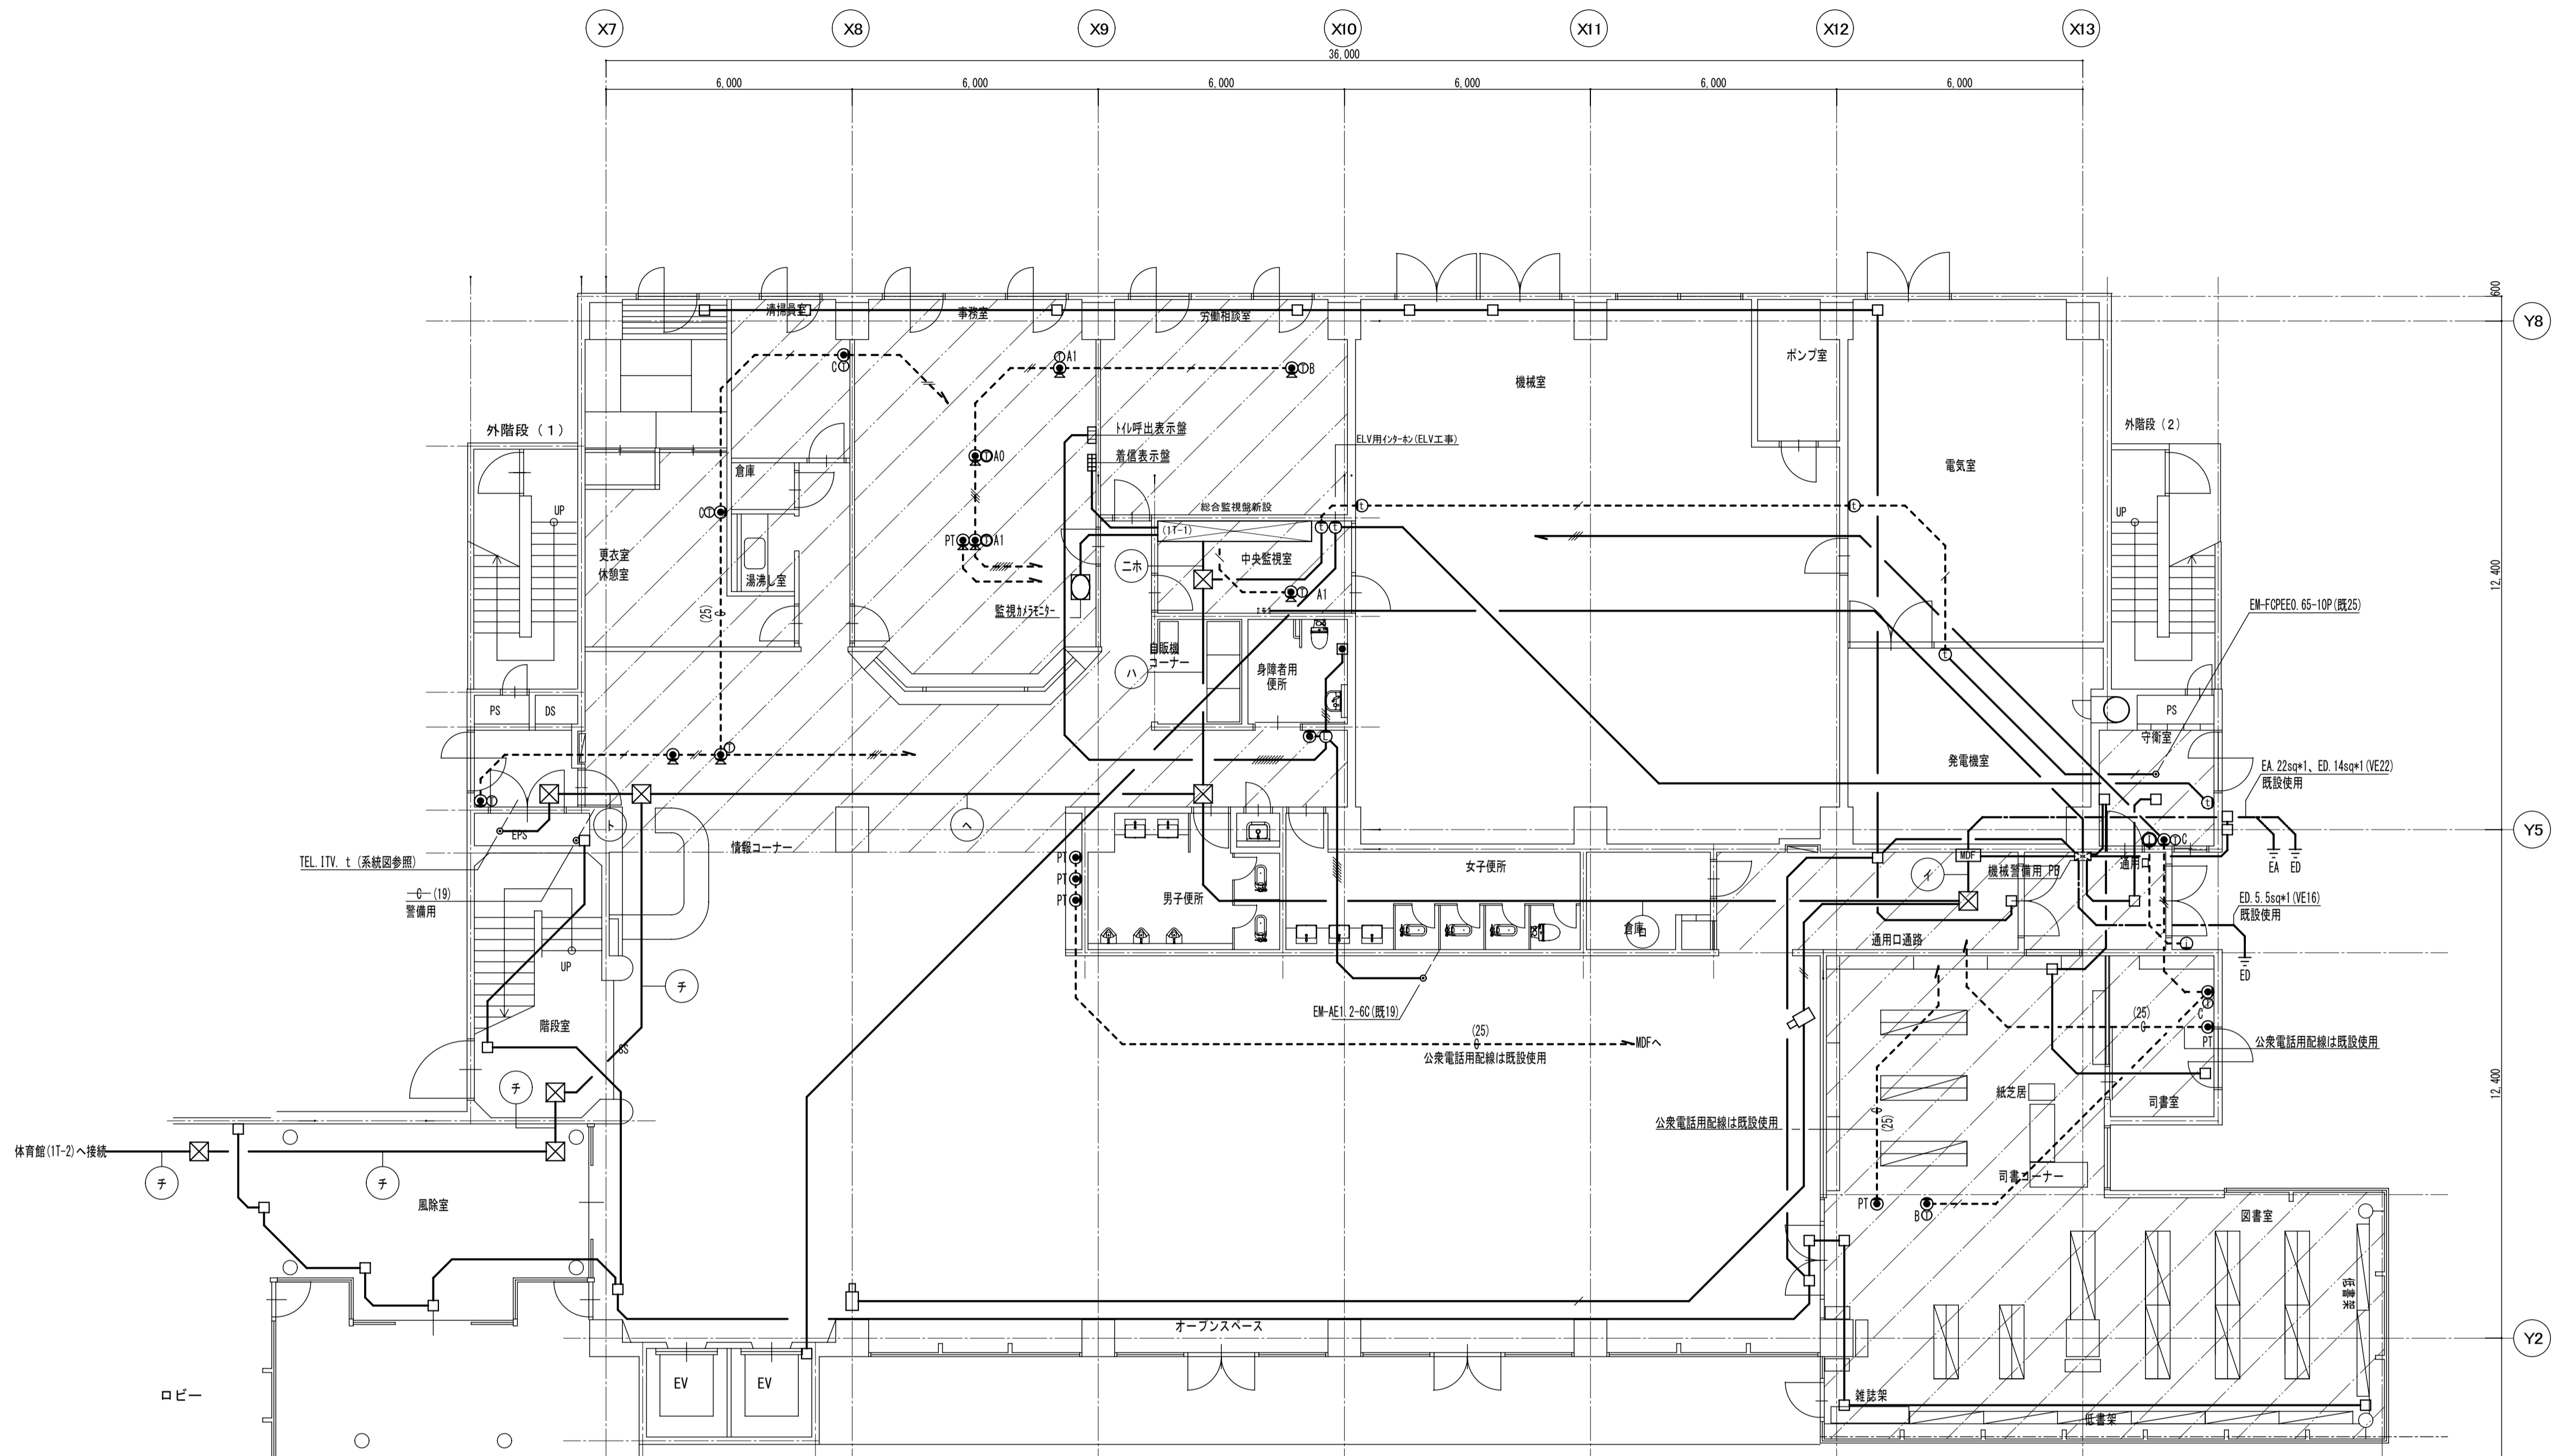 X7
X8
X9
X10
X11
X12
X13
36,000
6,000
6,000
6,000
6,000
6,000
6,000
600
Y8
清掃員室
事務室
労働相談室
ポンプ室
機械室
CⓉ
ⓉA1
ⓉB
外階段(1)
外階段(2)
トイレ呼出表示盤
ELV用インターホン(ELV工事)
着信表示盤
ⓉA0
電気室
倉庫
UP
UP
CⓉ
総合監視盤新設
(1T-1)
t
t
t
t
更衣室
休憩室
PT
ⓉA1
中央監視室
湯沸し室
二ホ
12,400
監視カメラモニター
Ⓣ A1
EM-FCPEE0.65-10P(既25)
(25)
自販機
コーナー
ハ
身障者用
便所
t
PS
DS
PS
守衛室
発電機室
EA.22sq*1、ED.14sq*1(VE22)
既設使用
t
EPS
ト
ヘ
Y5
情報コーナー
TEL.ITV. t (系統図参照)
PT
PT
PT
女子便所
MDF
イ
機械警備用 PB
通用口
Ⓣ C
EA
ED
C (19)
警備用
男子便所
倉庫
ロ
ED.5.5sq*1(VE16)
既設使用
通用口通路
UP
チ
ED
EM-AE1.2-6C(既19)
階段室
SS
(25)
MDFへ
公衆電話用配線は既設使用
(25)
C
PT
公衆電話用配線は既設使用
チ
紙芝居
司書室
12,400
公衆電話用配線は既設使用
(25)
体育館(1T-2)へ接続
チ
チ
司書コーナー
風除室
PT
BⓉ
図書室
低書架
オープンスペース
Y2
EV
EV
ロビー
雑誌架
低書架